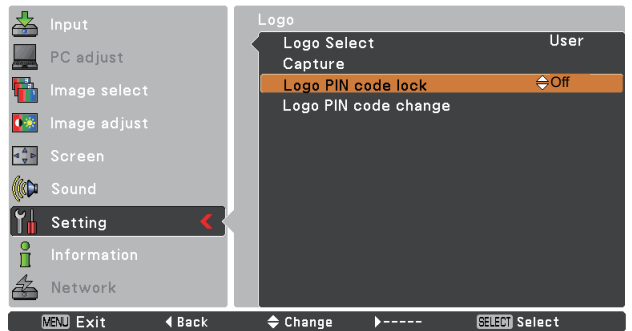 Input
PC adjust
Image select
Image adjust
Screen
Sound
Setting
Information
Network
Logo
Logo Select User
Capture
Logo PIN code lock Off
Logo PIN code change
MENU Exit Back Change ----- SELECT Select